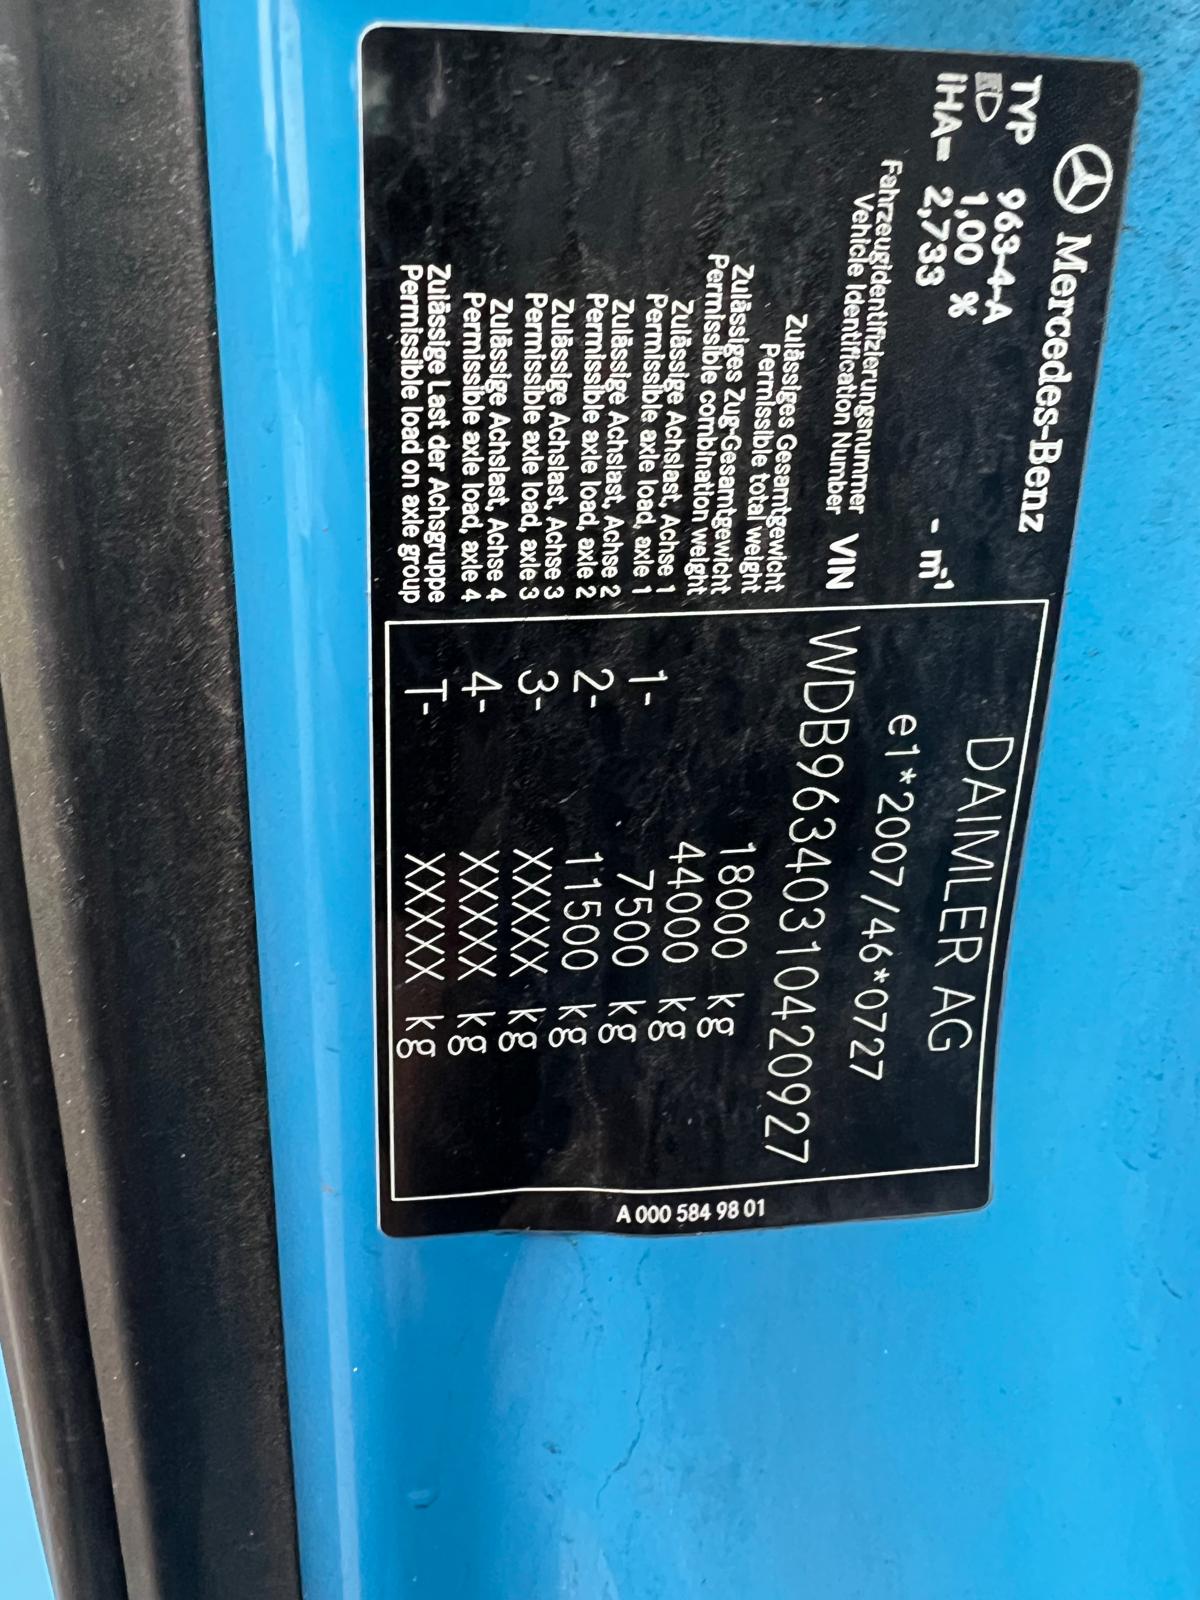 Mercedes-Benz
TYP 963-4-A
1,00 %
IHA= 2,733 - m⁻¹
DAIMLER AG
e1*2007/46*0727
Fahrzeugidentifizierungsnummer
Vehicle Identification Number VIN WDB9634031042​0927
Zulässiges Gesamtgewicht
Permissible total weight 18000 kg
Zulässiges Zug-Gesamtgewicht
Permissible combination weight 44000 kg
Zulässige Achslast, Achse 1
Permissible axle load, axle 1 1- 7500 kg
Zulässige Achslast, Achse 2
Permissible axle load, axle 2 2- 11500 kg
Zulässige Achslast, Achse 3
Permissible axle load, axle 3 3- XXXXX kg
Zulässige Achslast, Achse 4
Permissible axle load, axle 4 4- XXXXX kg
Zulässige Last der Achsgruppe
Permissible load on axle group T- XXXXX kg
A 000 584 98 01